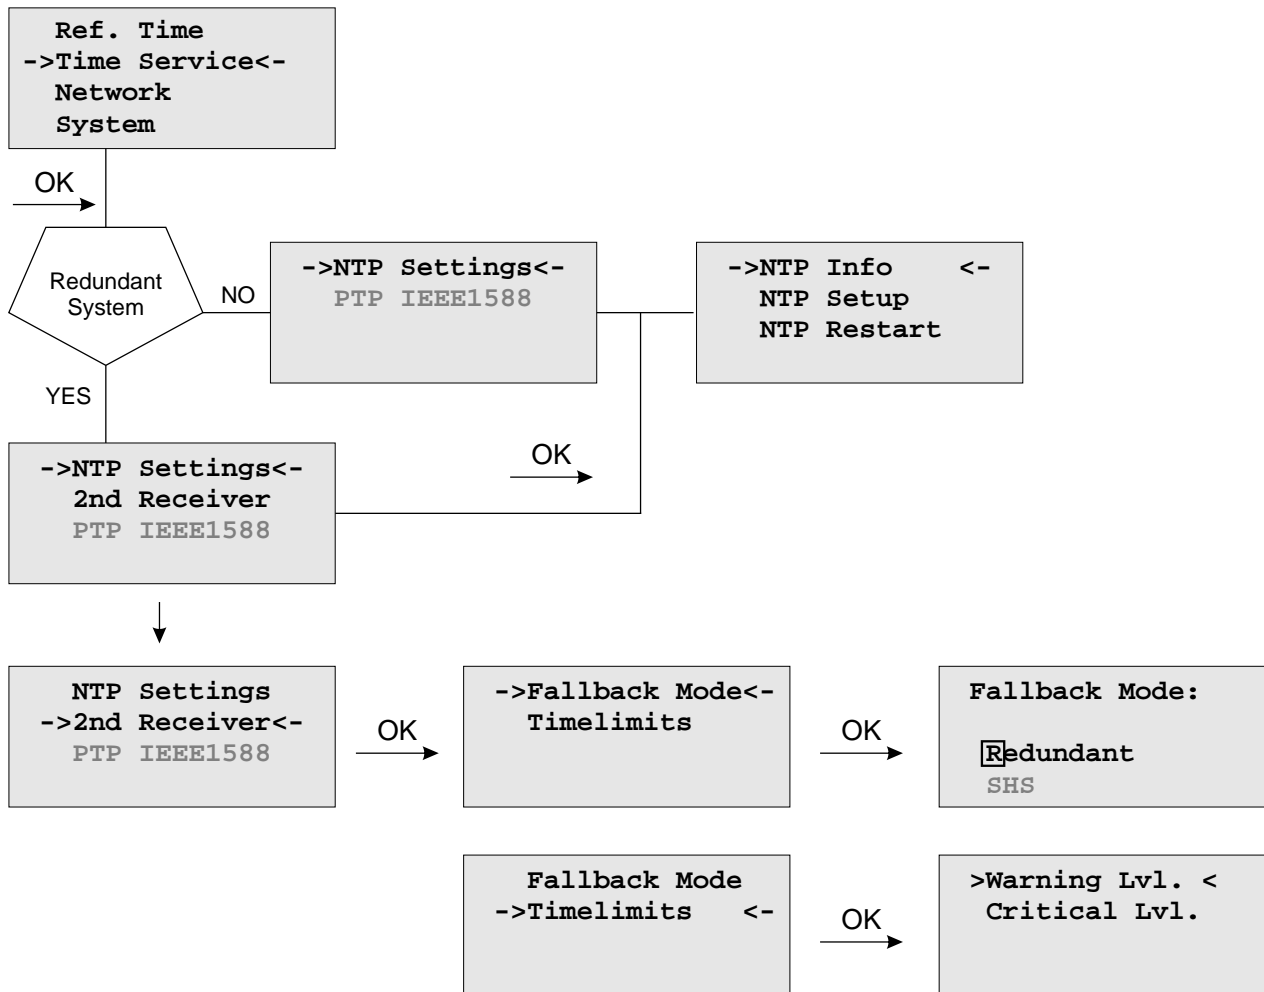 Ref. Time
->Time Service<-
Network
System
OK
Redundant
System
NO
YES
->NTP Settings<-
PTP IEEE1588
->NTP Info <-
NTP Setup
NTP Restart
->NTP Settings<-
2nd Receiver
PTP IEEE1588
OK
NTP Settings
->2nd Receiver<-
PTP IEEE1588
OK
->Fallback Mode<-
Timelimits
OK
Fallback Mode:
Redundant
SHS
Fallback Mode
->Timelimits <-
OK
>Warning Lvl. <
Critical Lvl.